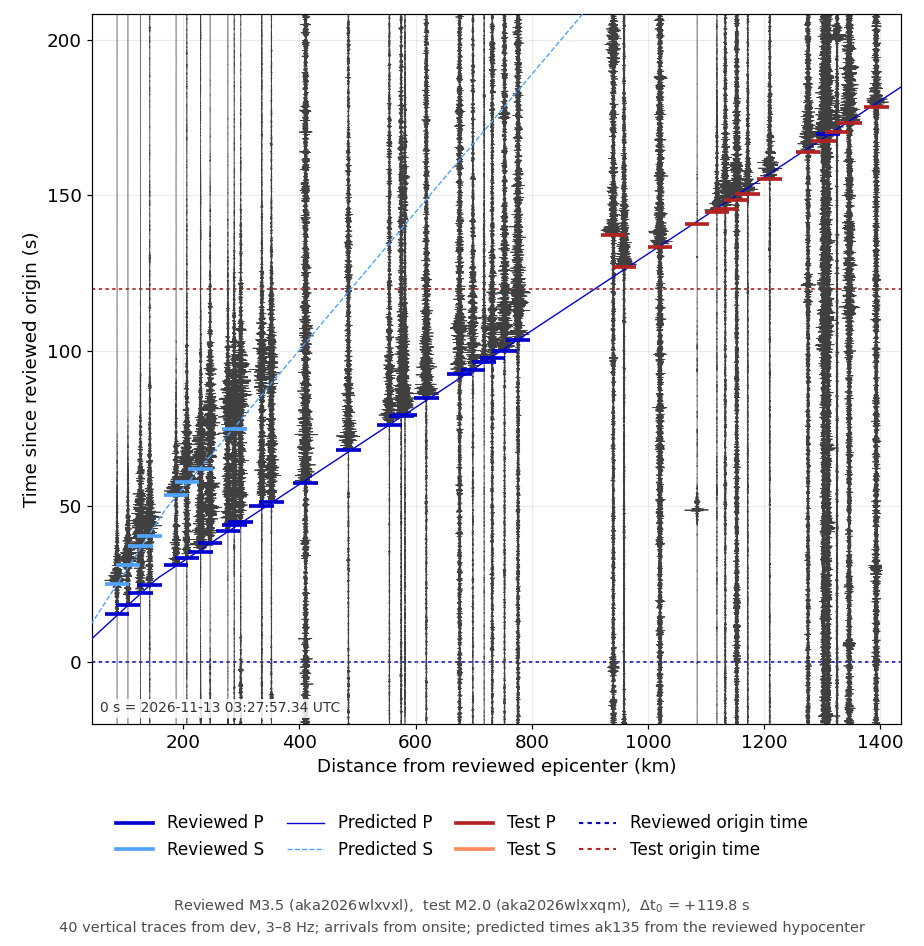 200
150
100
50
0
Time since reviewed origin (s)
0 s = 2026-11-13 03:27:57.34 UTC
200 400 600 800 1000 1200 1400
Distance from reviewed epicenter (km)
Reviewed P Predicted P Test P Reviewed origin time
Reviewed S Predicted S Test S Test origin time
Reviewed M3.5 (aka2026wlxvxl), test M2.0 (aka2026wlxxqm), Δt₀ = +119.8 s
40 vertical traces from dev, 3–8 Hz; arrivals from onsite; predicted times ak135 from the reviewed hypocenter